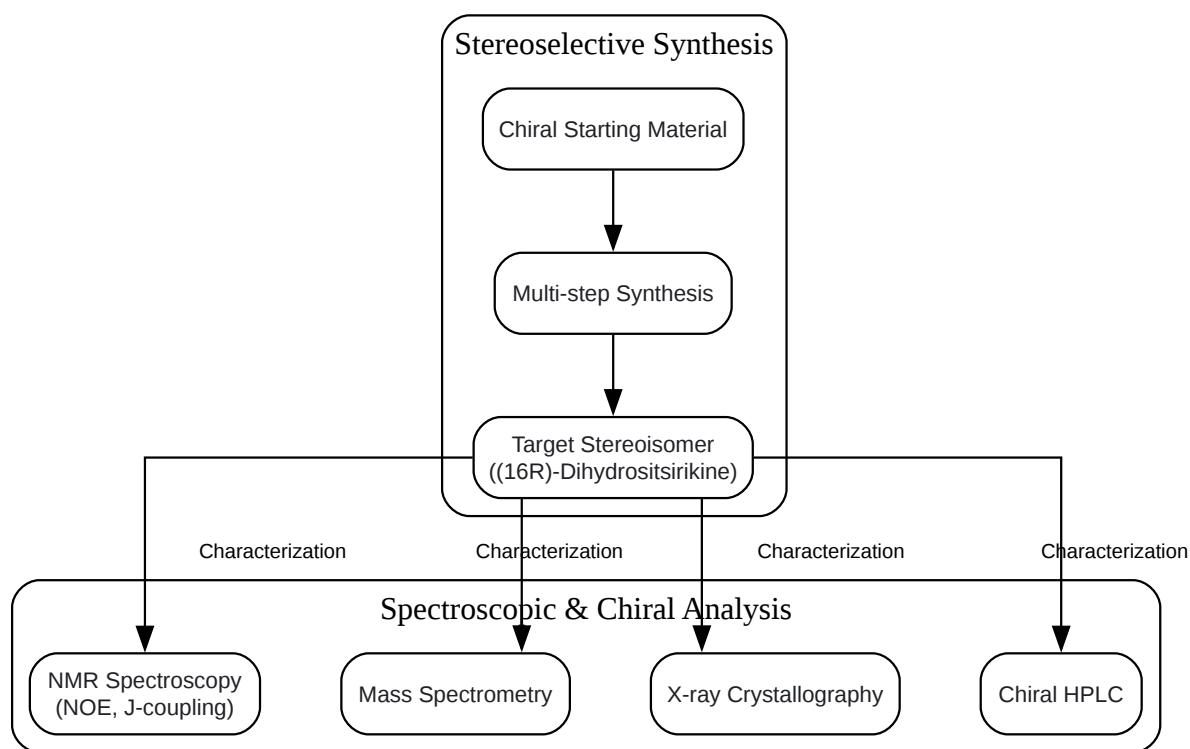 Stereoselective Synthesis
Chiral Starting Material
Multi-step Synthesis
Target Stereoisomer
((16R)-Dihydrositsirikine)
Characterization
Characterization
Characterization
Characterization
Spectroscopic & Chiral Analysis
NMR Spectroscopy
(NOE, J-coupling)
Mass Spectrometry
X-ray Crystallography
Chiral HPLC